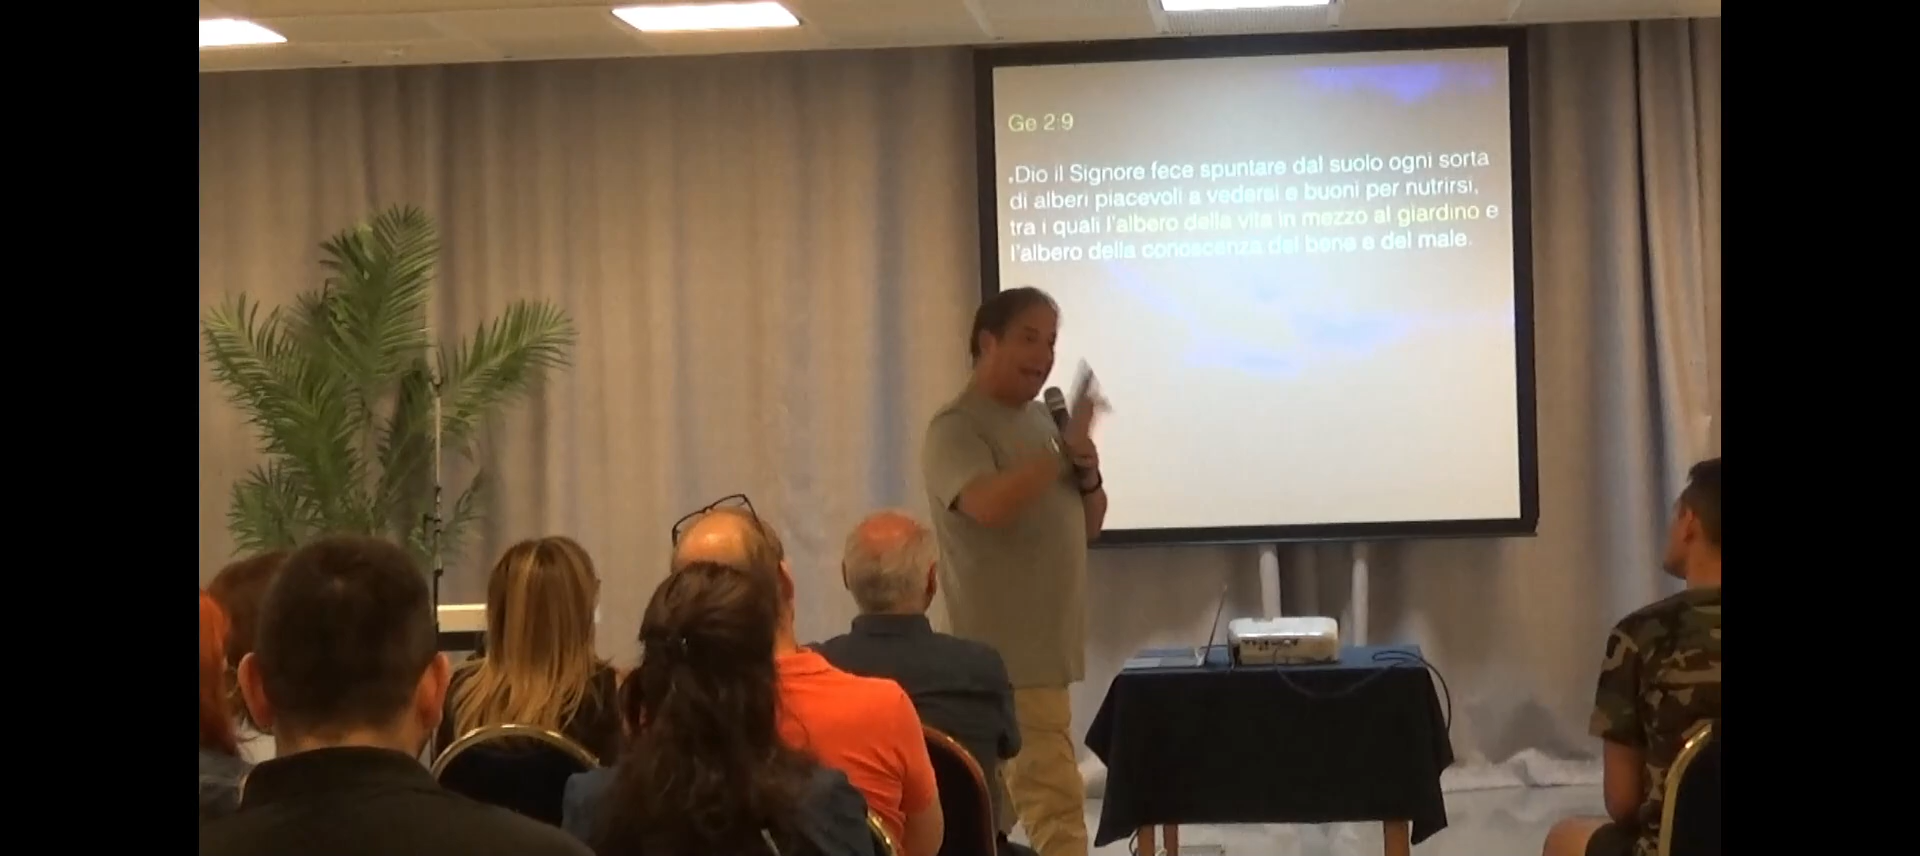 Ge 2:9
.Dio il Signore fece spuntare dal suolo ogni sorta
di alberi piacevoli a vedersi e buoni per nutrirsi,
tra i quali l'albero della vita in mezzo al giardino e
l'albero della conoscenza del bene e del male.